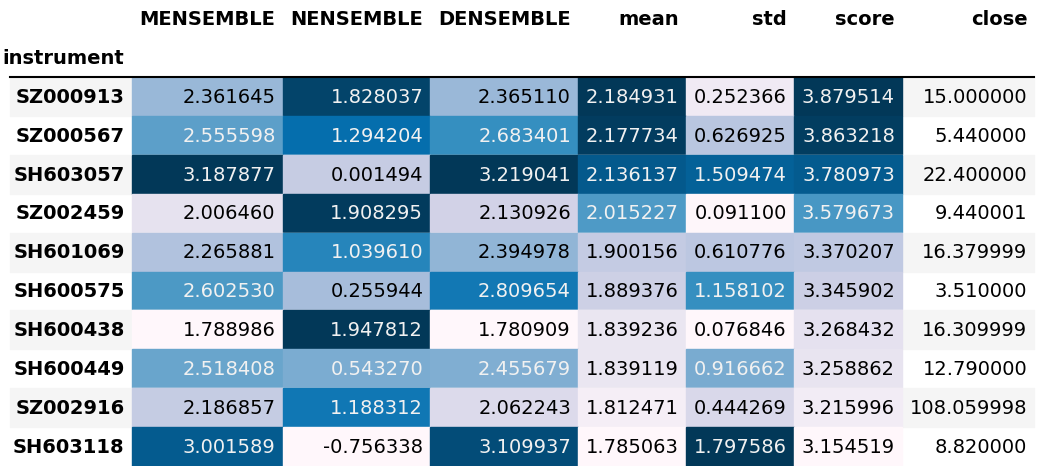 MENSEMBLE NENSEMBLE DENSEMBLE mean std score close
instrument
SZ000913 2.361645 1.828037 2.365110 2.184931 0.252366 3.879514 15.000000
SZ000567 2.555598 1.294204 2.683401 2.177734 0.626925 3.863218 5.440000
SH603057 3.187877 0.001494 3.219041 2.136137 1.509474 3.780973 22.400000
SZ002459 2.006460 1.908295 2.130926 2.015227 0.091100 3.579673 9.440001
SH601069 2.265881 1.039610 2.394978 1.900156 0.610776 3.370207 16.379999
SH600575 2.602530 0.255944 2.809654 1.889376 1.158102 3.345902 3.510000
SH600438 1.788986 1.947812 1.780909 1.839236 0.076846 3.268432 16.309999
SH600449 2.518408 0.543270 2.455679 1.839119 0.916662 3.258862 12.790000
SZ002916 2.186857 1.188312 2.062243 1.812471 0.444269 3.215996 108.059998
SH603118 3.001589 -0.756338 3.109937 1.785063 1.797586 3.154519 8.820000